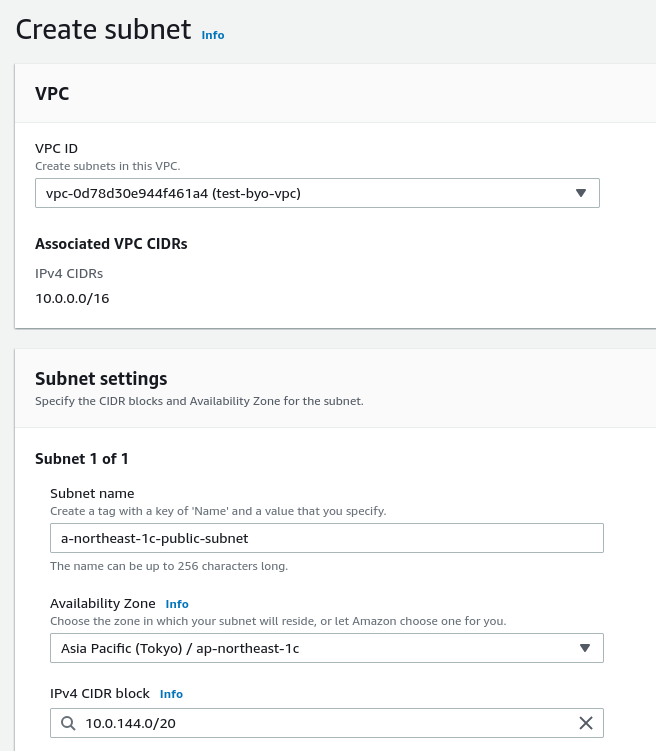 Create subnet Info
VPC
VPC ID
Create subnets in this VPC.
vpc-0d78d30e944f461a4 (test-byo-vpc)
Associated VPC CIDRs
IPv4 CIDRs
10.0.0.0/16
Subnet settings
Specify the CIDR blocks and Availability Zone for the subnet.
Subnet 1 of 1
Subnet name
Create a tag with a key of 'Name' and a value that you specify.
a-northeast-1c-public-subnet
The name can be up to 256 characters long.
Availability Zone Info
Choose the zone in which your subnet will reside, or let Amazon choose one for you.
Asia Pacific (Tokyo) / ap-northeast-1c
IPv4 CIDR block Info
10.0.144.0/20